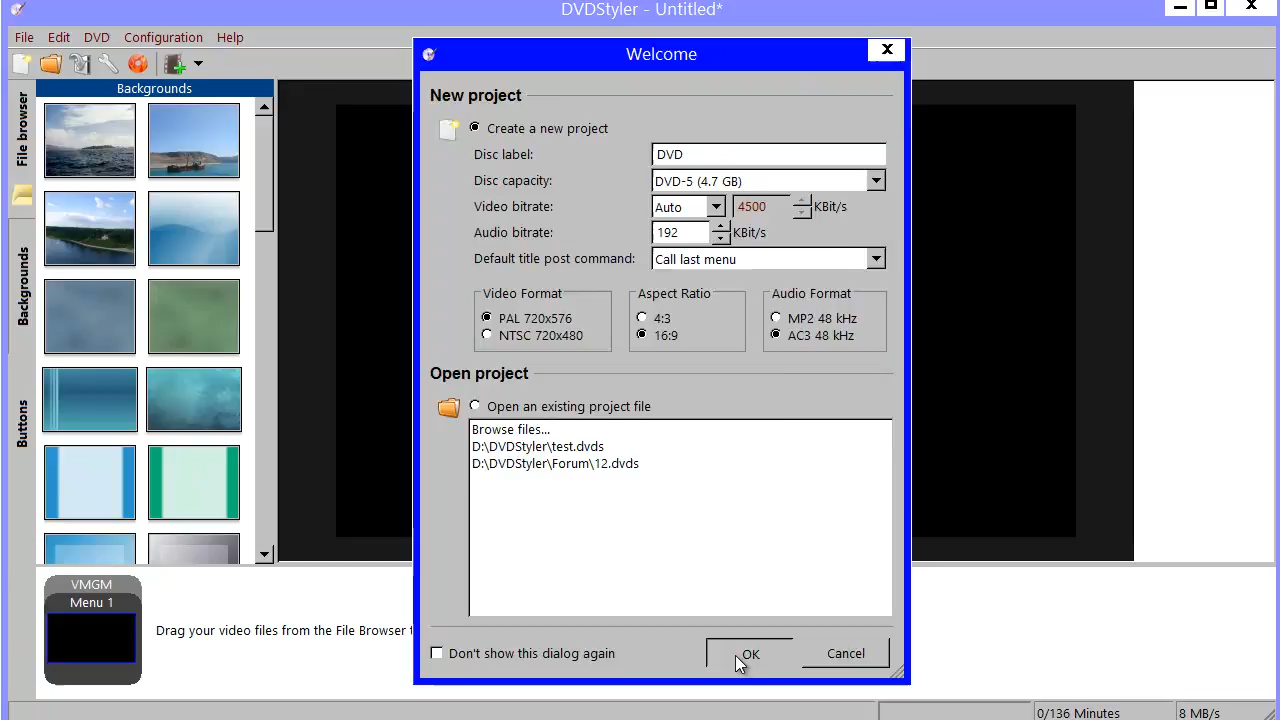 DVDStyler - Untitled*
File Edit DVD Configuration Help
Backgrounds
File browser
Backgrounds
Buttons
Welcome
New project
Create a new project
Disc label: DVD
Disc capacity: DVD-5 (4.7 GB)
Video bitrate: Auto 4500 KBit/s
Audio bitrate: 192 KBit/s
Default title post command: Call last menu
Video Format Aspect Ratio Audio Format
PAL 720x576 4:3 MP2 48 kHz
NTSC 720x480 16:9 AC3 48 kHz
Open project
Open an existing project file
Browse files...
D:\DVDStyler\test.dvds
D:\DVDStyler\Forum\12.dvds
Don't show this dialog again OK Cancel
VMGM
Menu 1
Drag your video files from the File Browser
0/136 Minutes 8 MB/s